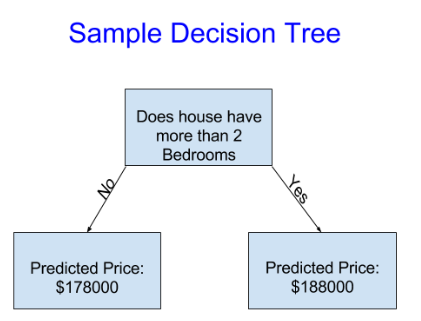 Sample Decision Tree
Does house have
more than 2
Bedrooms
No
Yes
Predicted Price:
$178000
Predicted Price:
$188000